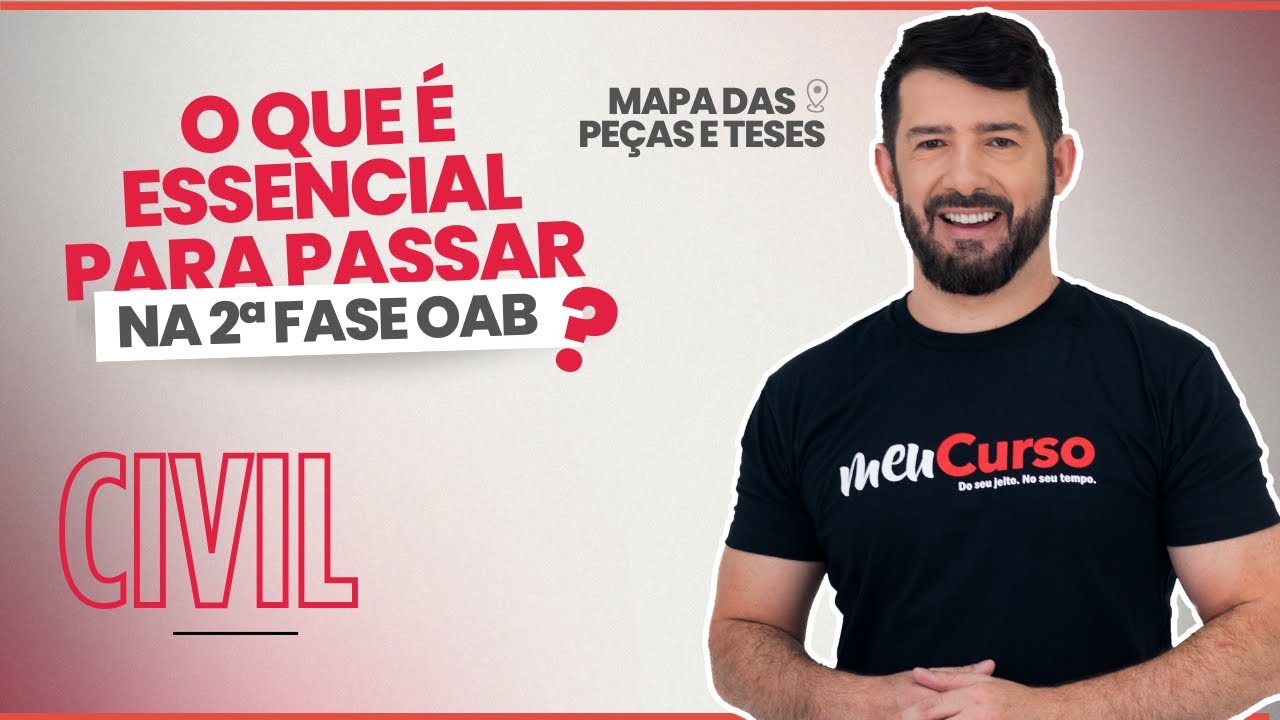 O QUE É
ESSENCIAL
PARA PASSAR
NA 2ª FASE OAB ?
MAPA DAS
PEÇAS E TESES
CIVIL
meuCurso
Do seu jeito. No seu tempo.